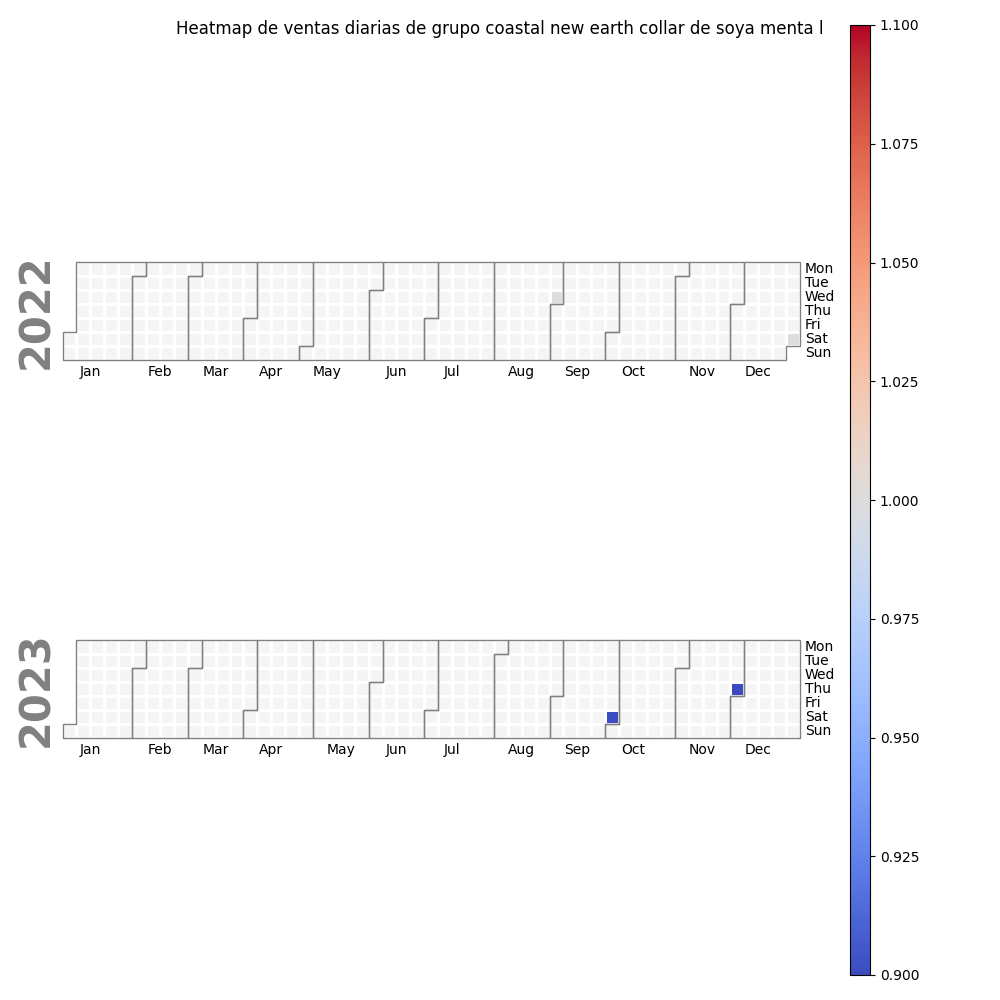 Heatmap de ventas diarias de grupo coastal new earth collar de soya menta l
2022
Mon
Tue
Wed
Thu
Fri
Sat
Sun
Jan Feb Mar Apr May Jun Jul Aug Sep Oct Nov Dec
2023
Mon
Tue
Wed
Thu
Fri
Sat
Sun
Jan Feb Mar Apr May Jun Jul Aug Sep Oct Nov Dec
1.100
1.075
1.050
1.025
1.000
0.975
0.950
0.925
0.900